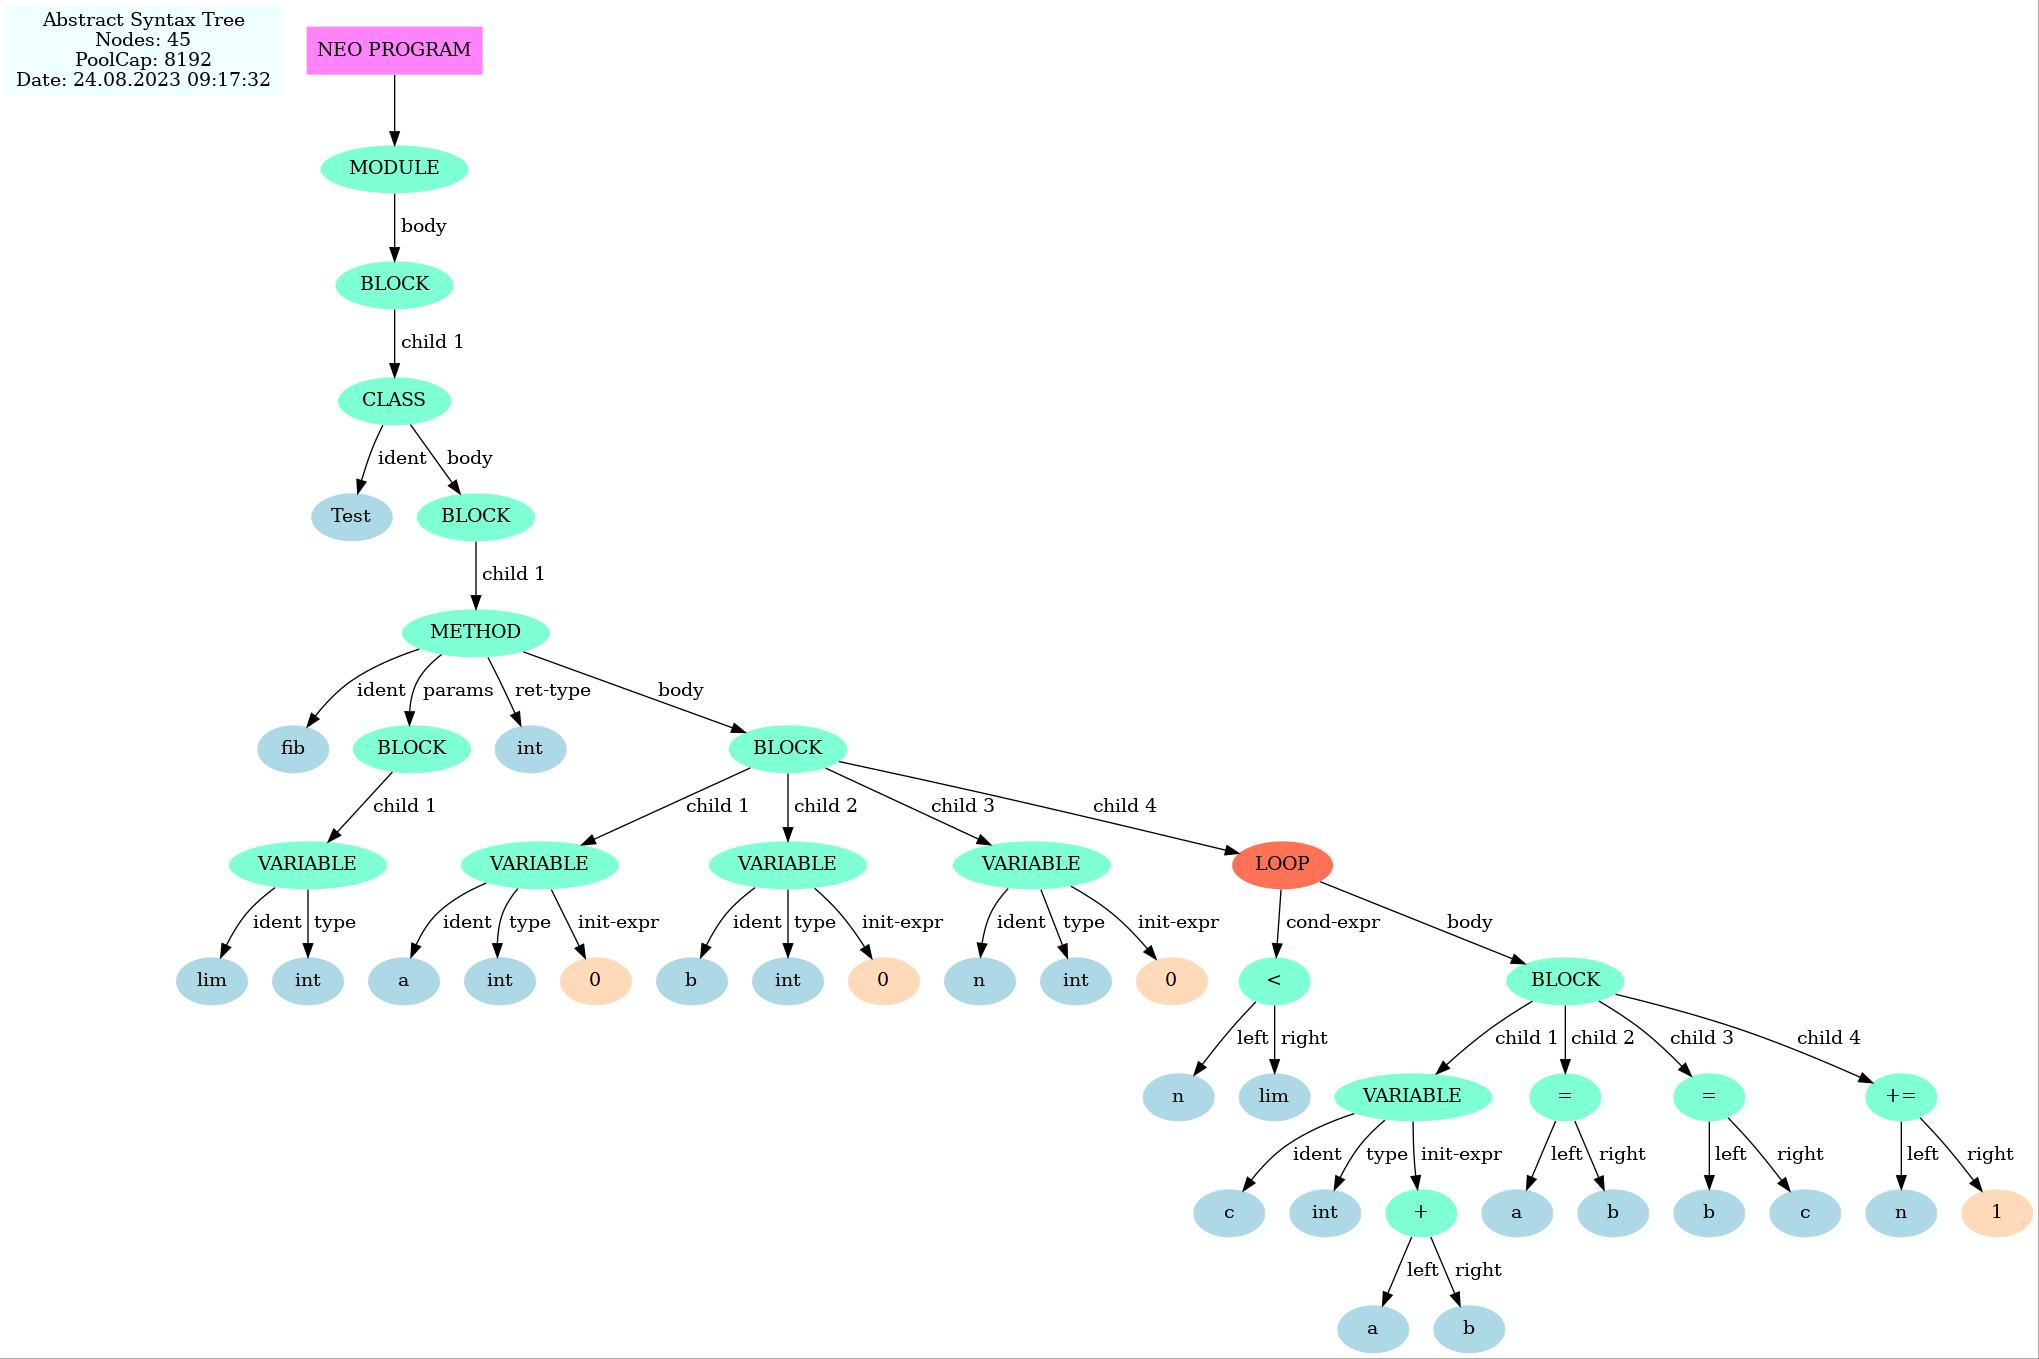 Abstract Syntax Tree
Nodes: 45
PoolCap: 8192
Date: 24.08.2023 09:17:32
NEO PROGRAM
MODULE
body
BLOCK
child 1
CLASS
ident body
Test BLOCK
child 1
METHOD
ident params ret-type body
fib BLOCK int BLOCK
child 1 child 1 child 2 child 3 child 4
VARIABLE VARIABLE VARIABLE VARIABLE LOOP
ident type ident type init-expr ident type init-expr ident type init-expr cond-expr body
lim int a int 0 b int 0 n int 0 < BLOCK
left right child 1 child 2 child 3 child 4
n lim VARIABLE = = +=
ident type init-expr left right left right left right
c int + a b b c n 1
left right
a b